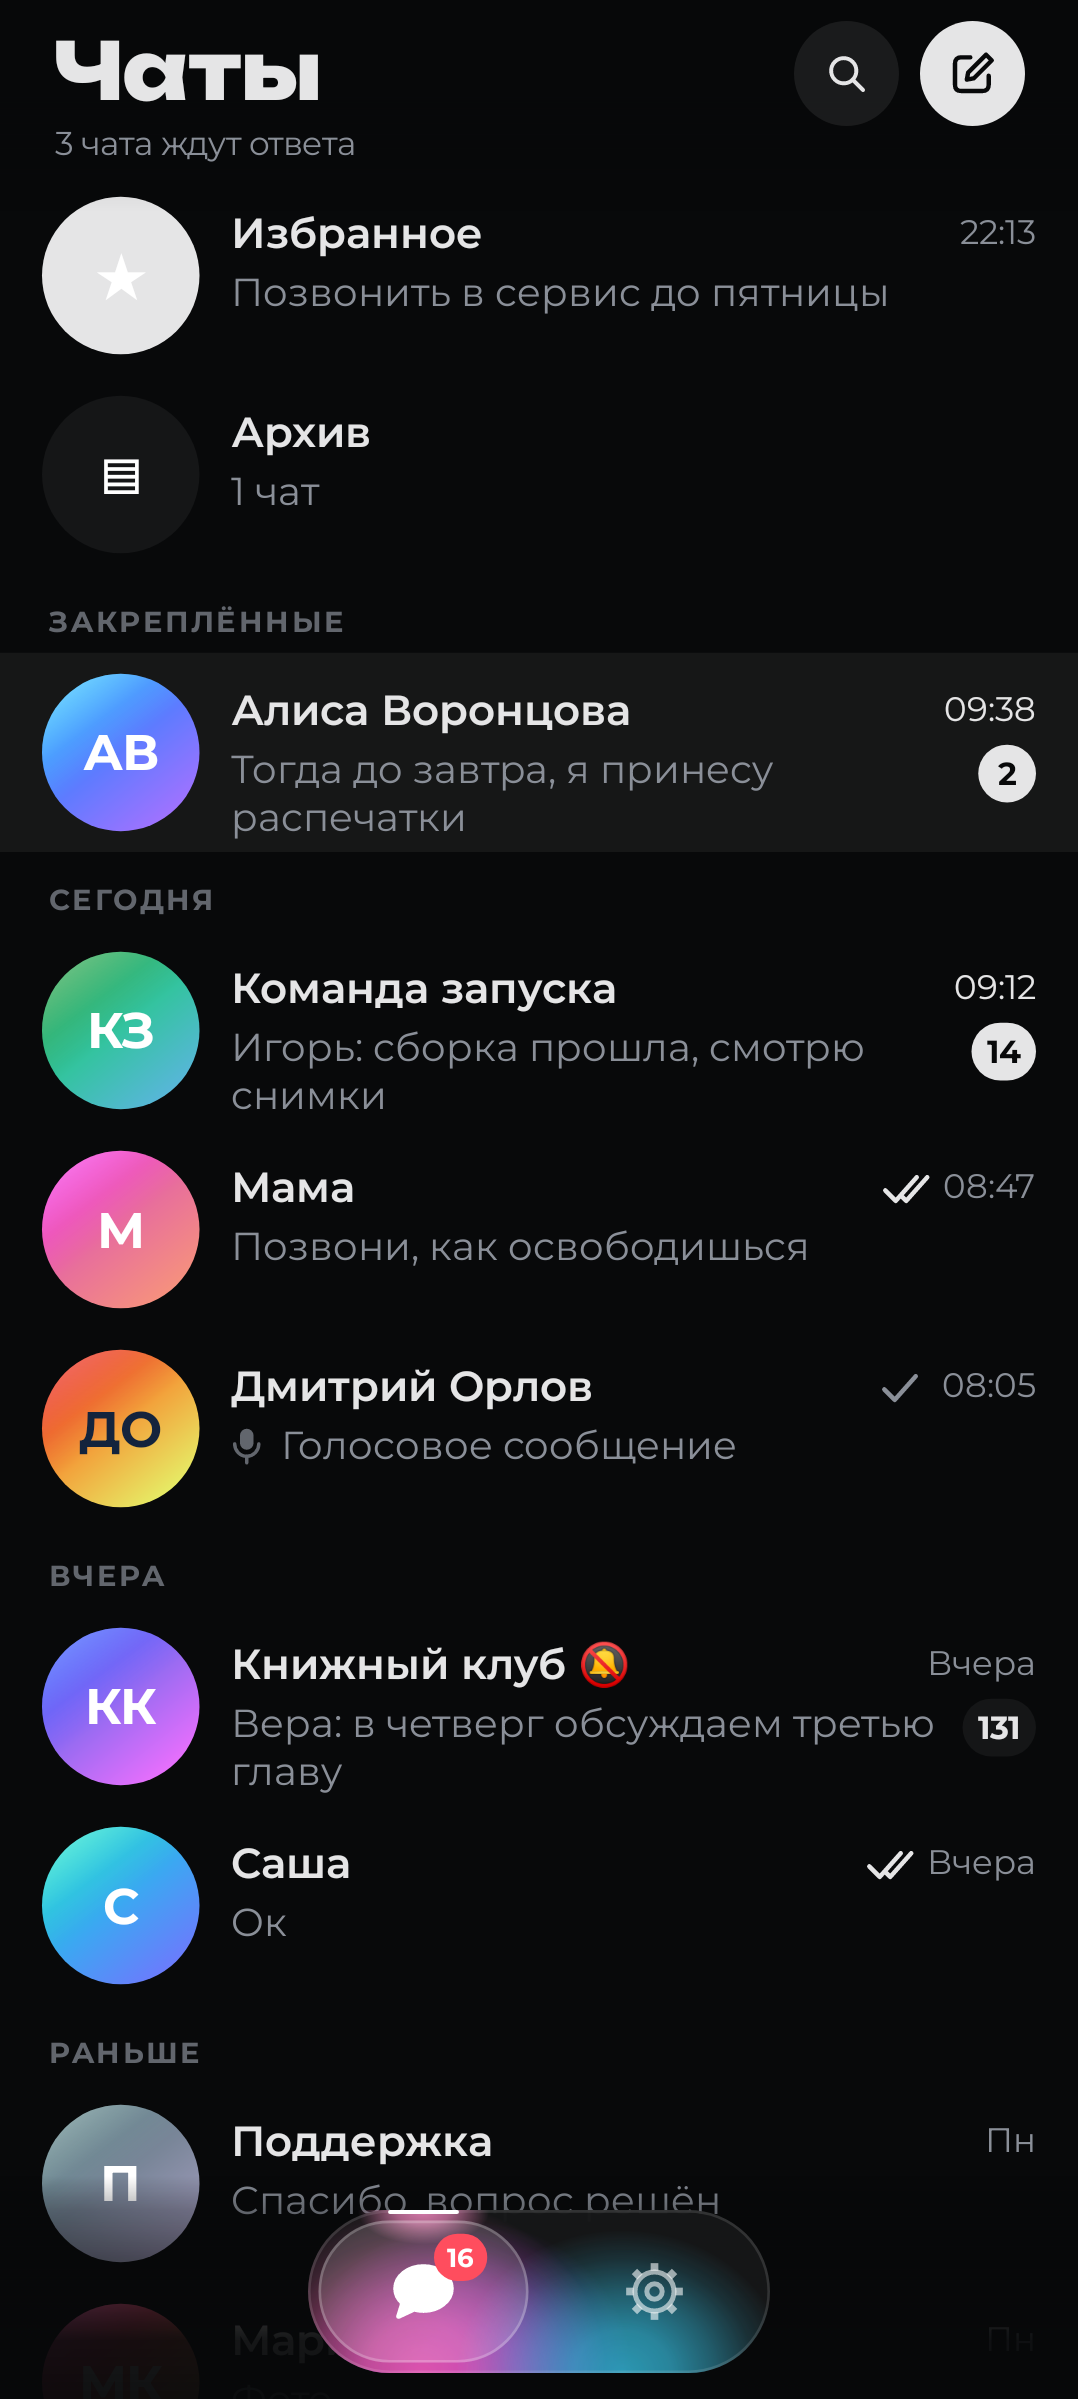 Чаты
3 чата ждут ответа
Избранное 22:13
Позвонить в сервис до пятницы
Архив
1 чат
ЗАКРЕПЛЁННЫЕ
АВ Алиса Воронцова 09:38
Тогда до завтра, я принесу 2
распечатки
СЕГОДНЯ
КЗ Команда запуска 09:12
Игорь: сборка прошла, смотрю 14
снимки
М Мама 08:47
Позвони, как освободишься
ДО Дмитрий Орлов 08:05
Голосовое сообщение
ВЧЕРА
КК Книжный клуб Вчера
Вера: в четверг обсуждаем третью 131
главу
С Саша Вчера
Ок
РАНЬШЕ
П Поддержка Пн
Спасибо, вопрос решён
16
МК Пн